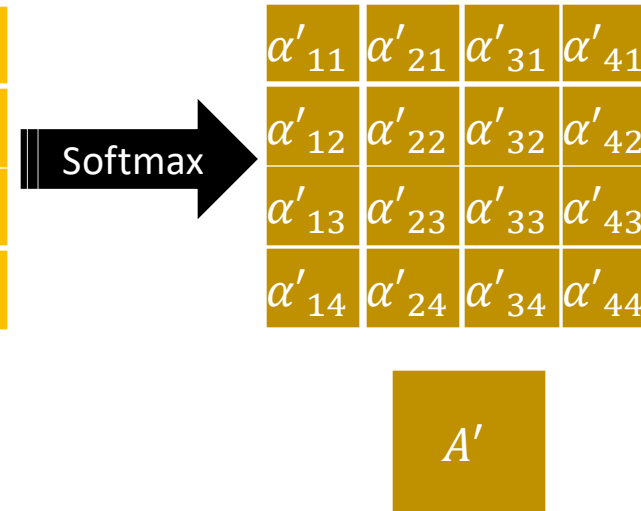 α′₁₁ α′₂₁ α′₃₁ α′₄₁
α′₁₂ α′₂₂ α′₃₂ α′₄₂
Softmax
α′₁₃ α′₂₃ α′₃₃ α′₄₃
α′₁₄ α′₂₄ α′₃₄ α′₄₄
A′